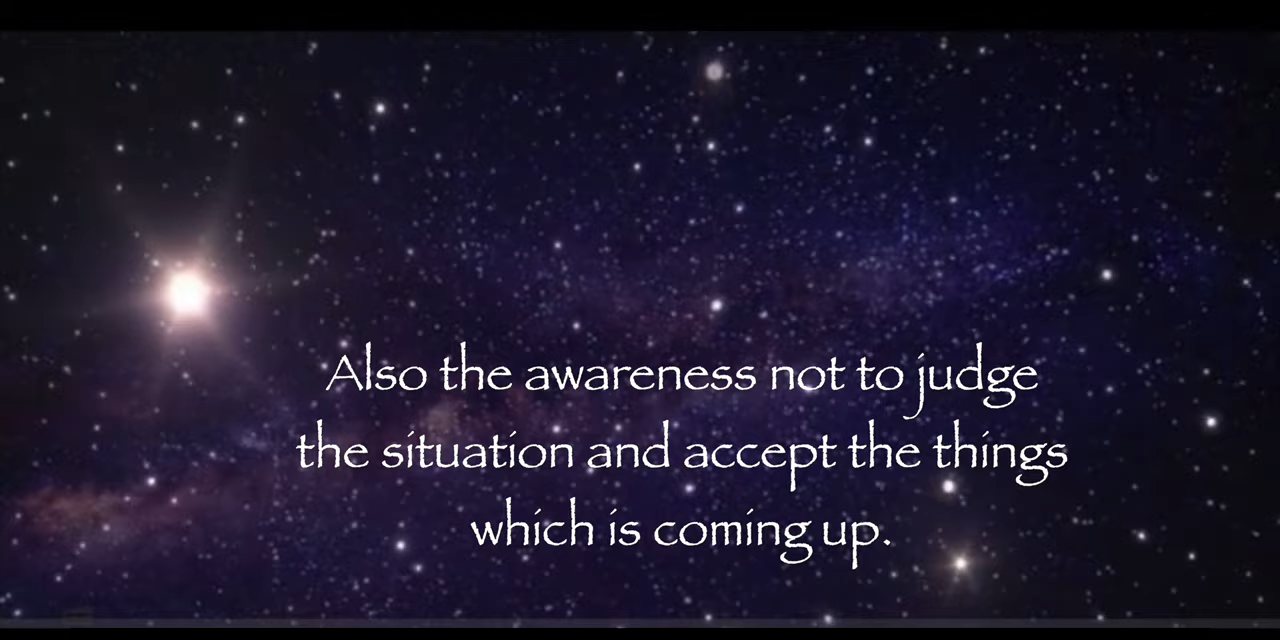 Also the awareness not to judge
the situation and accept the things
which is coming up.